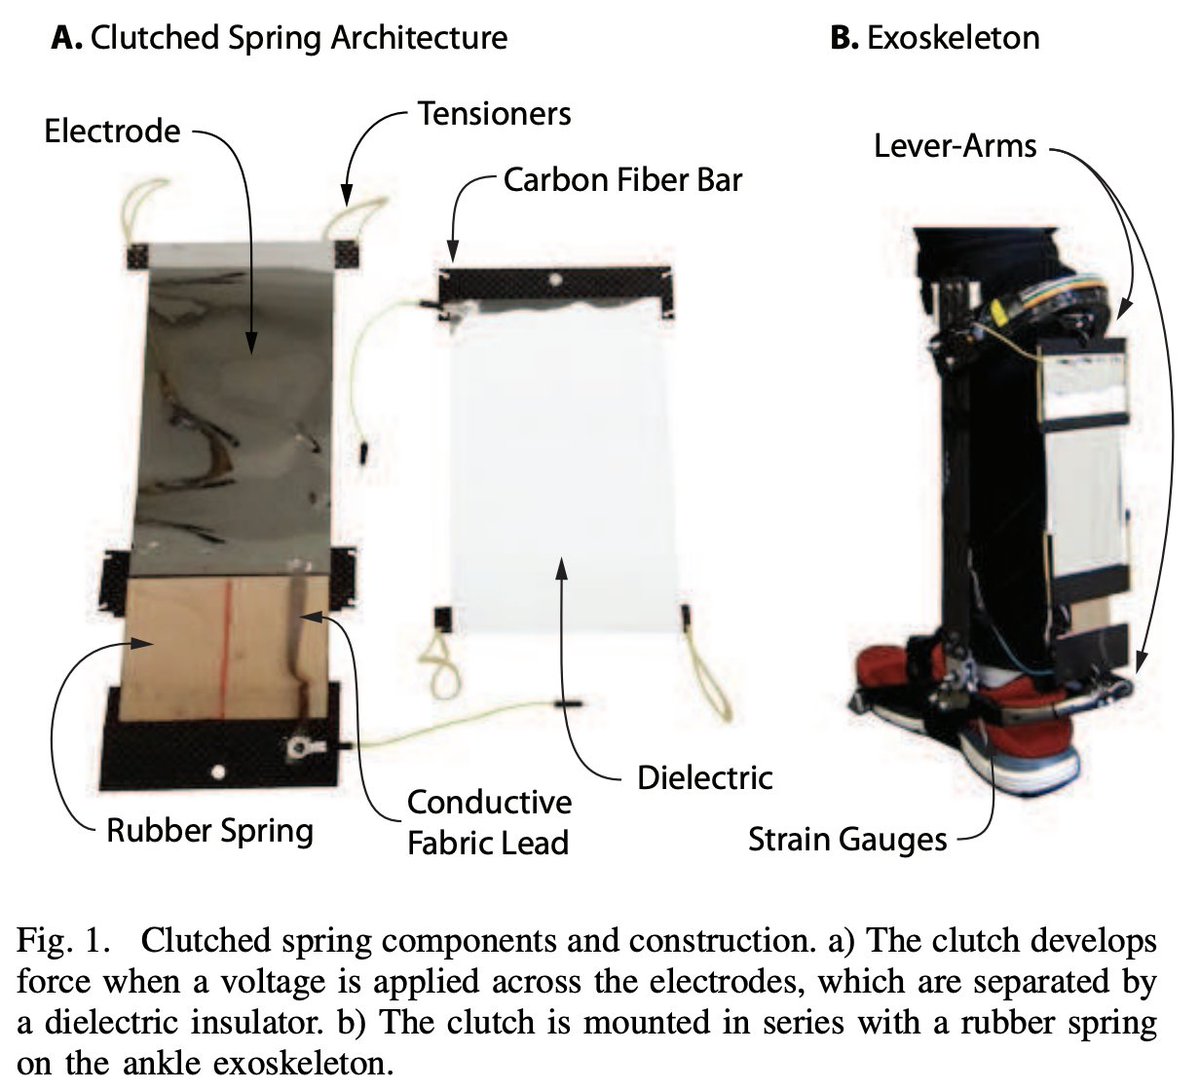 A. Clutched Spring Architecture
B. Exoskeleton
Electrode
Tensioners
Carbon Fiber Bar
Lever-Arms
Rubber Spring
Conductive
Fabric Lead
Dielectric
Strain Gauges
Fig. 1. Clutched spring components and construction. a) The clutch develops
force when a voltage is applied across the electrodes, which are separated by
a dielectric insulator. b) The clutch is mounted in series with a rubber spring
on the ankle exoskeleton.